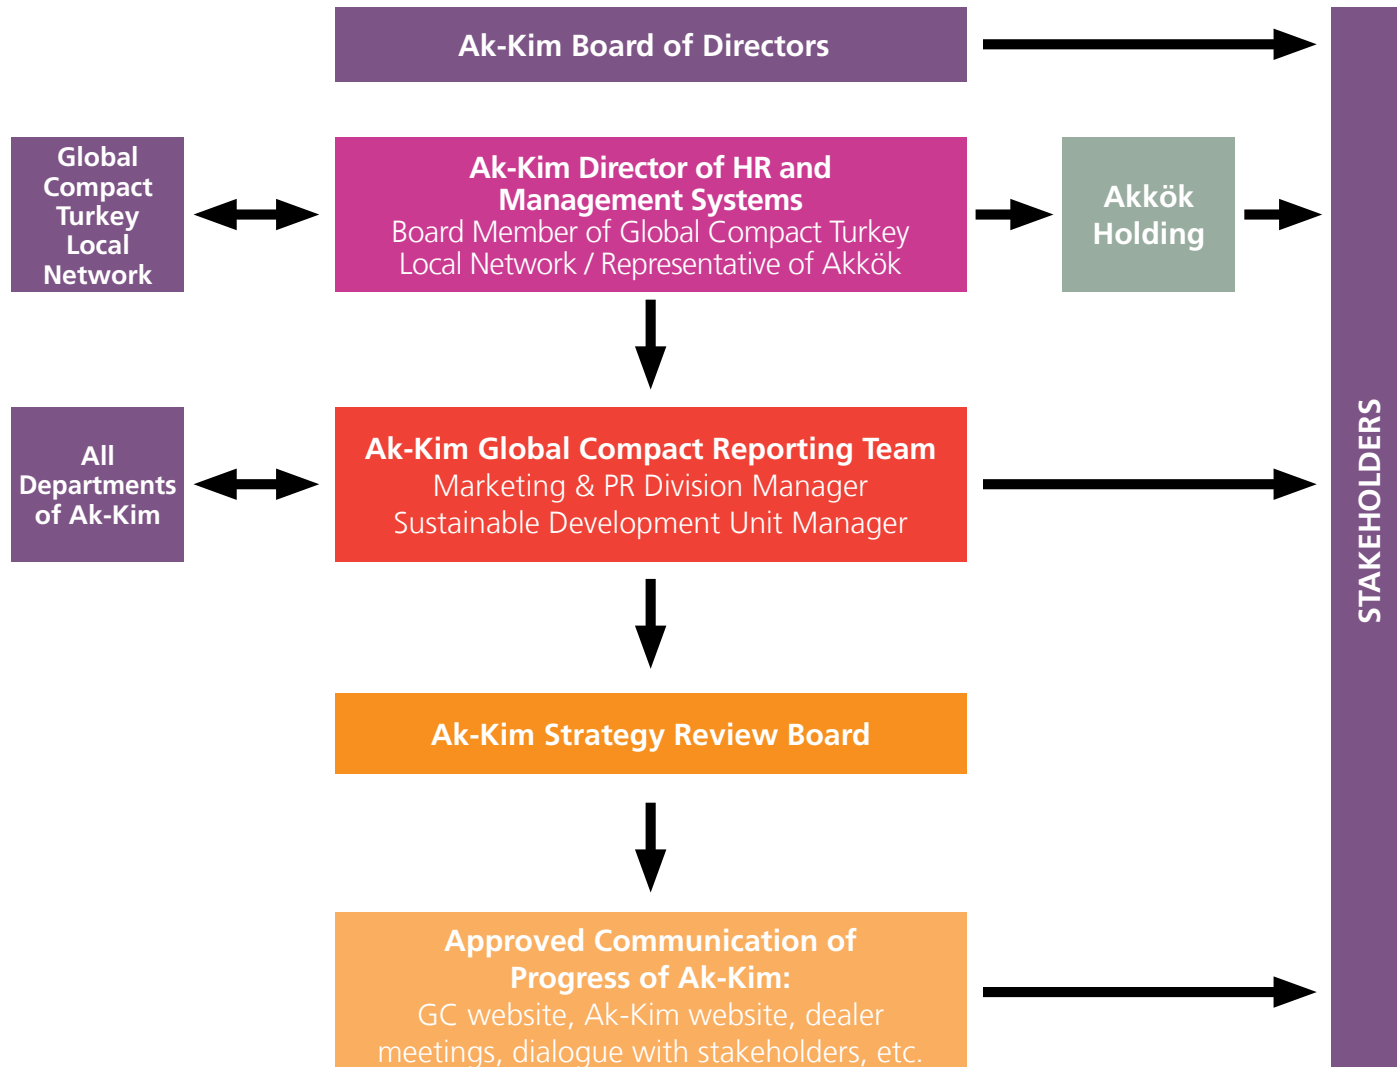 Ak-Kim Board of Directors
Global
Compact
Turkey
Local
Network
Ak-Kim Director of HR and
Management Systems
Board Member of Global Compact Turkey
Local Network / Representative of Akkök
Akkök
Holding
All
Departments
of Ak-Kim
Ak-Kim Global Compact Reporting Team
Marketing & PR Division Manager
Sustainable Development Unit Manager
Ak-Kim Strategy Review Board
Approved Communication of
Progress of Ak-Kim:
GC website, Ak-Kim website, dealer
meetings, dialogue with stakeholders, etc.
STAKEHOLDERS